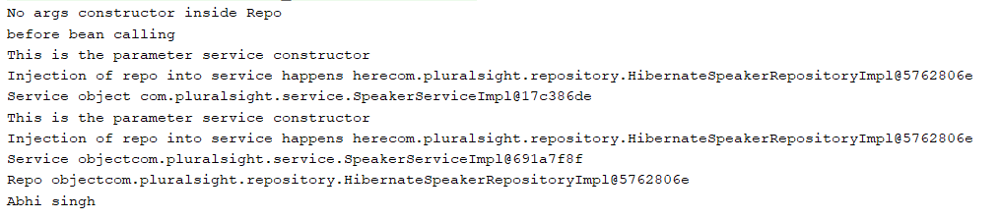 No args constructor inside Repo
before bean calling
This is the parameter service constructor
Injection of repo into service happens herecom.pluralsight.repository.HibernateSpeakerRepositoryImpl@5762806e
Service object com.pluralsight.service.SpeakerServiceImpl@17c386de
This is the parameter service constructor
Injection of repo into service happens herecom.pluralsight.repository.HibernateSpeakerRepositoryImpl@5762806e
Service objectcom.pluralsight.service.SpeakerServiceImpl@691a7f8f
Repo objectcom.pluralsight.repository.HibernateSpeakerRepositoryImpl@5762806e
Abhi singh